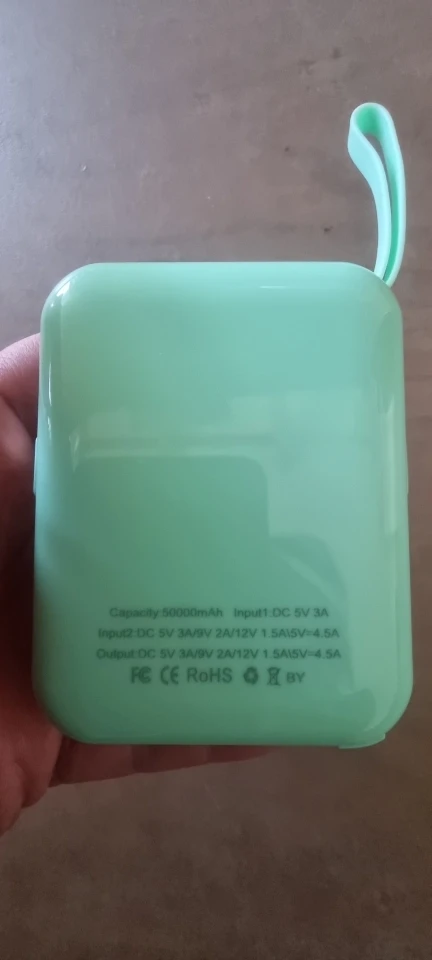 Capacity:50000mAh Input1:DC 5V 3A
Input2:DC 5V 3A/9V 2A/12V 1.5A\5V=4.5A
Output:DC 5V 3A/9V 2A/12V 1.5A\5V=4.5A
FC CE RoHS BY